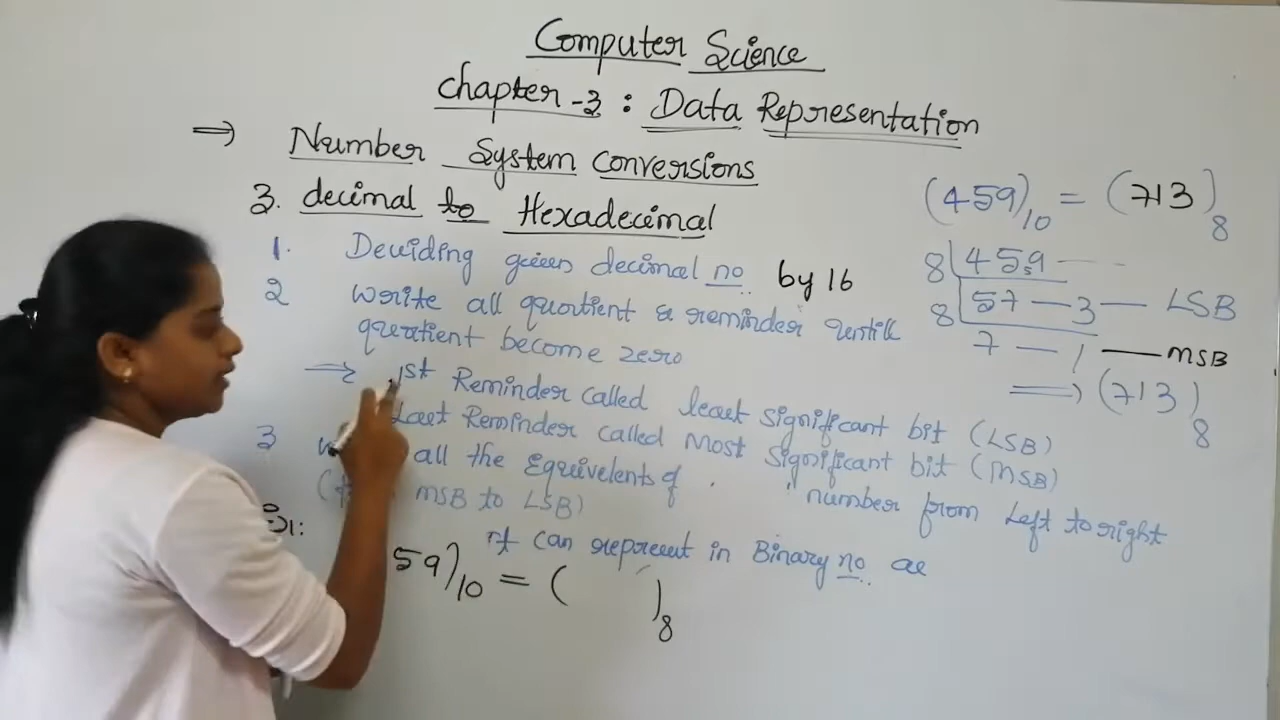 Computer Science
Chapter-3 : Data Representation
⇒ Number System Conversions
3. decimal to Hexadecimal
1. Deviding given decimal no by 16
2 write all quotient & reminder untill
quotient become zero
⇒ 1st Reminder called least significant bit (LSB)
Last Reminder called Most Significant bit (MSB)
3 all the Equivelents of number from Left to right
( MSB to LSB)
it can represent in Binary no as
59)10 = ( )8
(459)10 = (713)8
8 459
8 57 — 3 — LSB
7 — 1 — MSB
⇒ (713)8